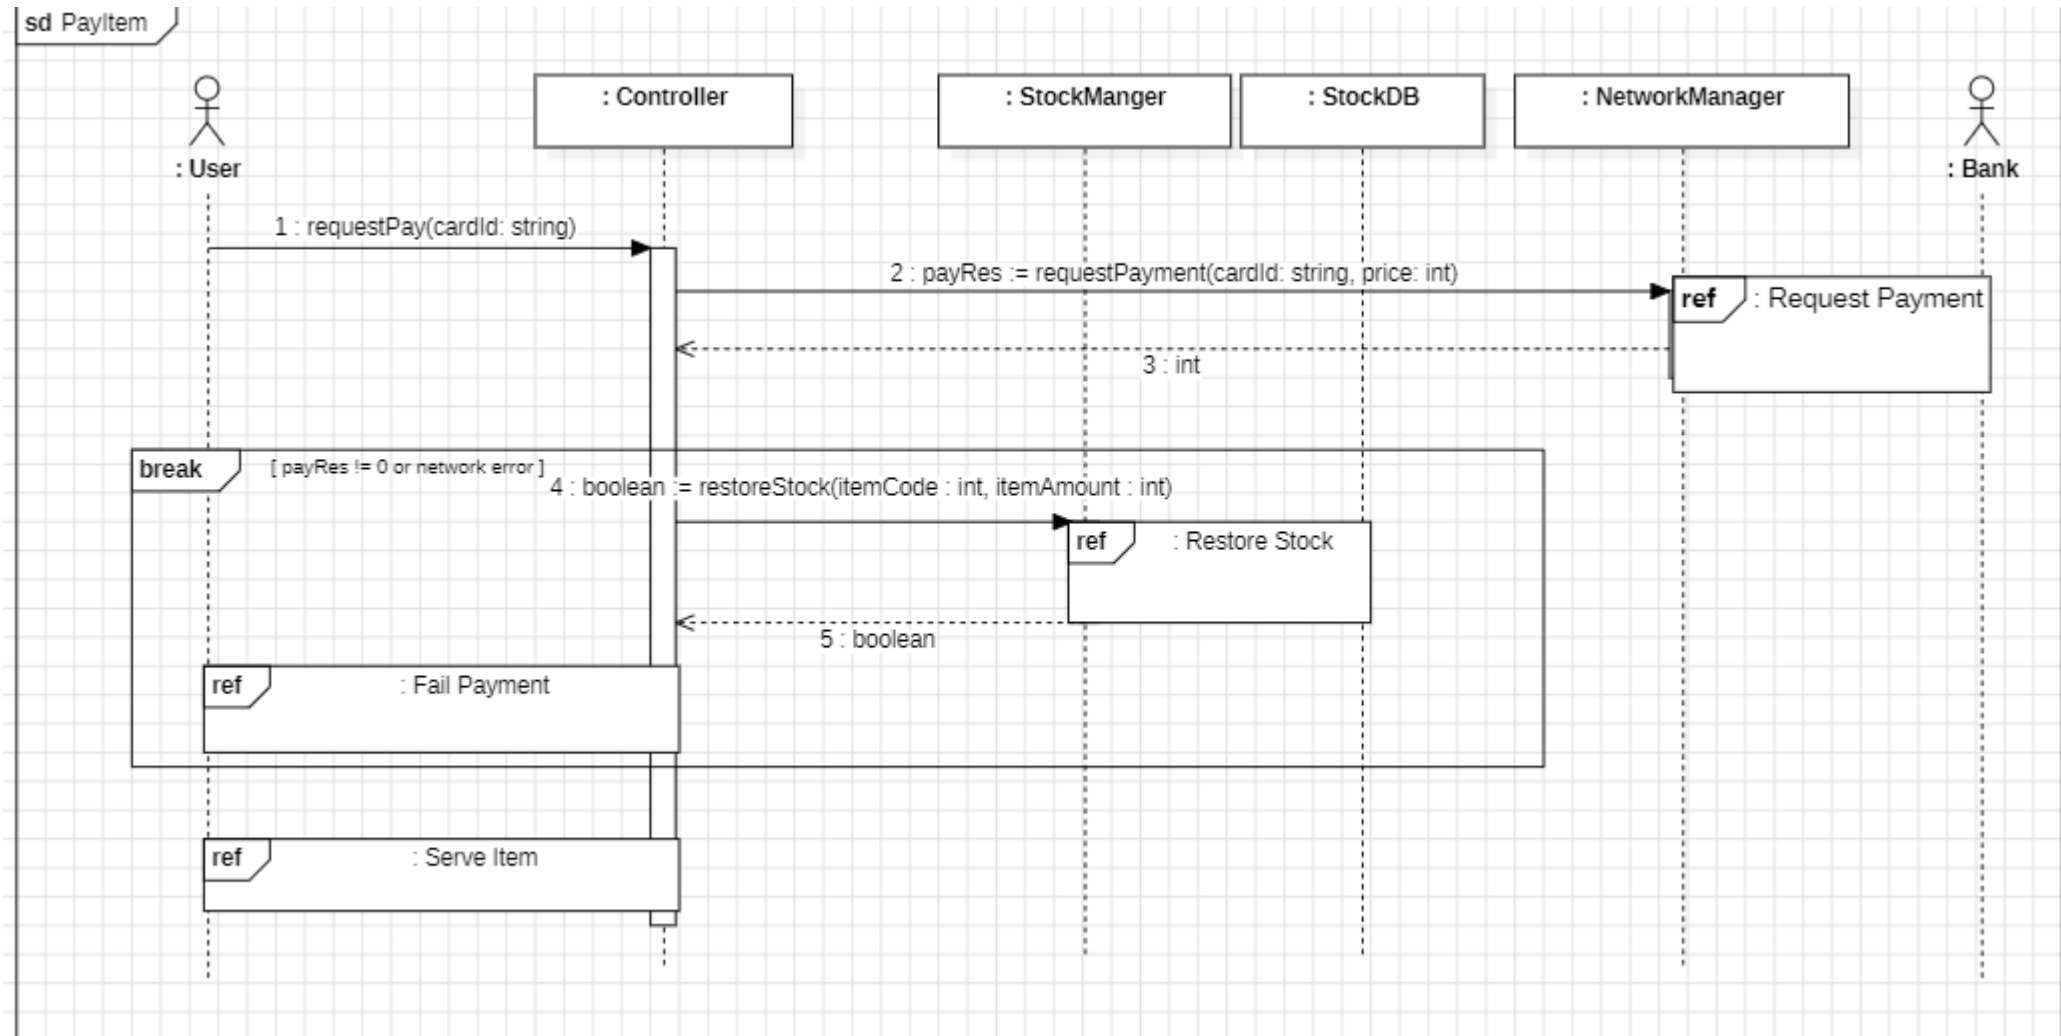 sd PayItem
: User
: Controller
: StockManger
: StockDB
: NetworkManager
: Bank
1 : requestPay(cardId: string)
2 : payRes := requestPayment(cardId: string, price: int)
ref : Request Payment
3 : int
break [ payRes != 0 or network error ]
4 : boolean := restoreStock(itemCode : int, itemAmount : int)
ref : Restore Stock
5 : boolean
ref : Fail Payment
ref : Serve Item